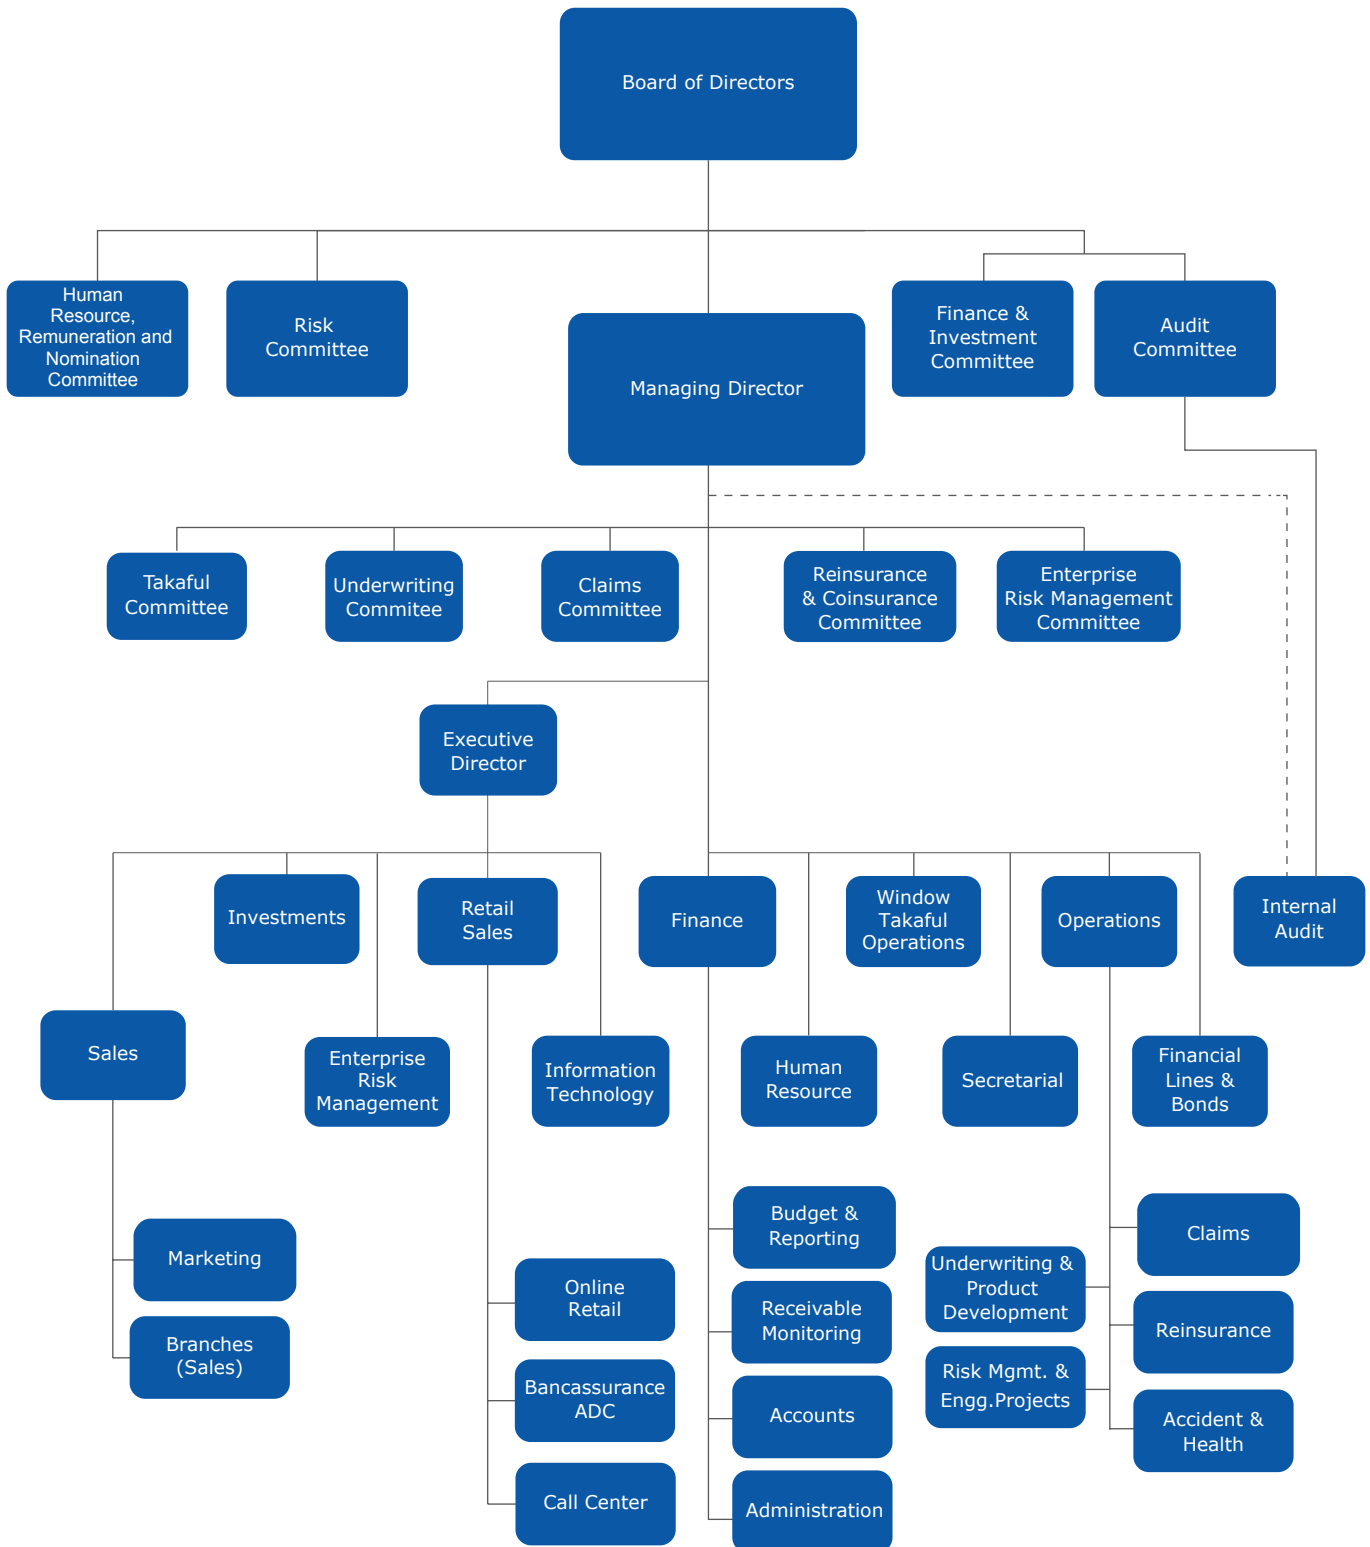 Board of Directors
Human
Resource,
Remuneration and
Nomination
Committee
Risk
Committee
Managing Director
Finance &
Investment
Committee
Audit
Committee
Takaful
Committee
Underwriting
Commitee
Claims
Committee
Reinsurance
& Coinsurance
Committee
Enterprise
Risk Management
Committee
Executive
Director
Investments
Retail
Sales
Finance
Window
Takaful
Operations
Operations
Internal
Audit
Sales
Enterprise
Risk
Management
Information
Technology
Human
Resource
Secretarial
Financial
Lines &
Bonds
Marketing
Branches
(Sales)
Online
Retail
Bancassurance
ADC
Call Center
Budget &
Reporting
Receivable
Monitoring
Accounts
Administration
Underwriting &
Product
Development
Risk Mgmt. &
Engg.Projects
Claims
Reinsurance
Accident &
Health